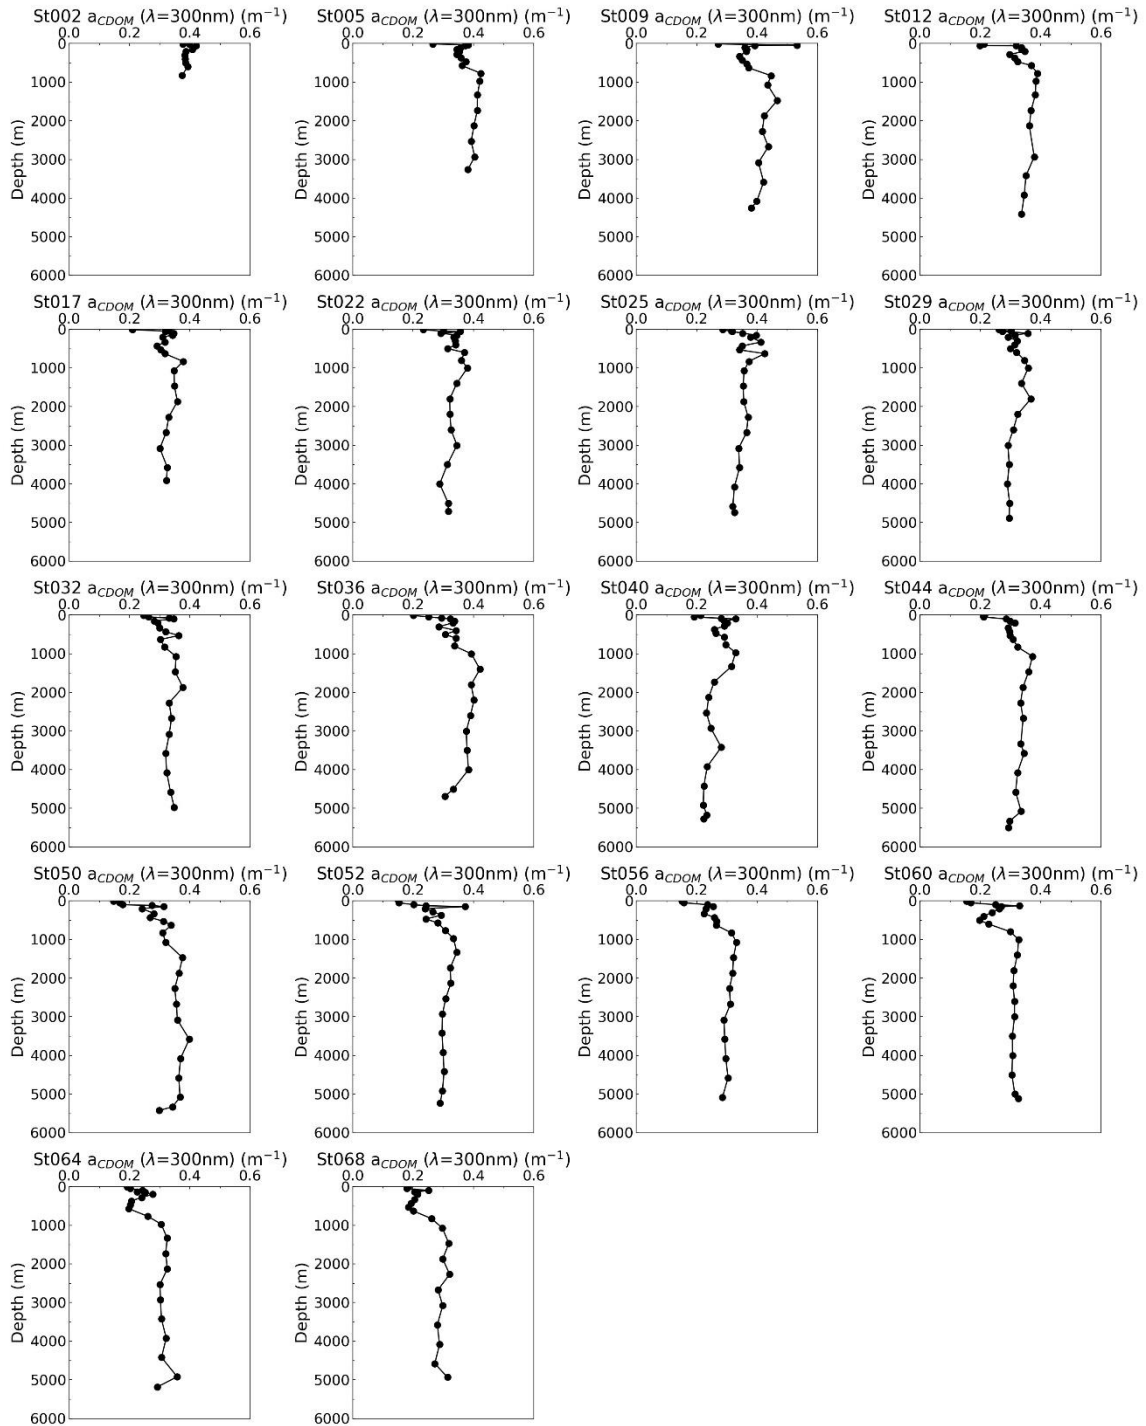 St002 a_CDOM (λ=300nm) (m⁻¹)
0.0 0.2 0.4 0.6
0
1000
2000
3000
4000
5000
6000
Depth (m)
St005 a_CDOM (λ=300nm) (m⁻¹)
0.0 0.2 0.4 0.6
0
1000
2000
3000
4000
5000
6000
Depth (m)
St009 a_CDOM (λ=300nm) (m⁻¹)
0.0 0.2 0.4 0.6
0
1000
2000
3000
4000
5000
6000
Depth (m)
St012 a_CDOM (λ=300nm) (m⁻¹)
0.0 0.2 0.4 0.6
0
1000
2000
3000
4000
5000
6000
Depth (m)
St017 a_CDOM (λ=300nm) (m⁻¹)
0.0 0.2 0.4 0.6
0
1000
2000
3000
4000
5000
6000
Depth (m)
St022 a_CDOM (λ=300nm) (m⁻¹)
0.0 0.2 0.4 0.6
0
1000
2000
3000
4000
5000
6000
Depth (m)
St025 a_CDOM (λ=300nm) (m⁻¹)
0.0 0.2 0.4 0.6
0
1000
2000
3000
4000
5000
6000
Depth (m)
St029 a_CDOM (λ=300nm) (m⁻¹)
0.0 0.2 0.4 0.6
0
1000
2000
3000
4000
5000
6000
Depth (m)
St032 a_CDOM (λ=300nm) (m⁻¹)
0.0 0.2 0.4 0.6
0
1000
2000
3000
4000
5000
6000
Depth (m)
St036 a_CDOM (λ=300nm) (m⁻¹)
0.0 0.2 0.4 0.6
0
1000
2000
3000
4000
5000
6000
Depth (m)
St040 a_CDOM (λ=300nm) (m⁻¹)
0.0 0.2 0.4 0.6
0
1000
2000
3000
4000
5000
6000
Depth (m)
St044 a_CDOM (λ=300nm) (m⁻¹)
0.0 0.2 0.4 0.6
0
1000
2000
3000
4000
5000
6000
Depth (m)
St050 a_CDOM (λ=300nm) (m⁻¹)
0.0 0.2 0.4 0.6
0
1000
2000
3000
4000
5000
6000
Depth (m)
St052 a_CDOM (λ=300nm) (m⁻¹)
0.0 0.2 0.4 0.6
0
1000
2000
3000
4000
5000
6000
Depth (m)
St056 a_CDOM (λ=300nm) (m⁻¹)
0.0 0.2 0.4 0.6
0
1000
2000
3000
4000
5000
6000
Depth (m)
St060 a_CDOM (λ=300nm) (m⁻¹)
0.0 0.2 0.4 0.6
0
1000
2000
3000
4000
5000
6000
Depth (m)
St064 a_CDOM (λ=300nm) (m⁻¹)
0.0 0.2 0.4 0.6
0
1000
2000
3000
4000
5000
6000
Depth (m)
St068 a_CDOM (λ=300nm) (m⁻¹)
0.0 0.2 0.4 0.6
0
1000
2000
3000
4000
5000
6000
Depth (m)